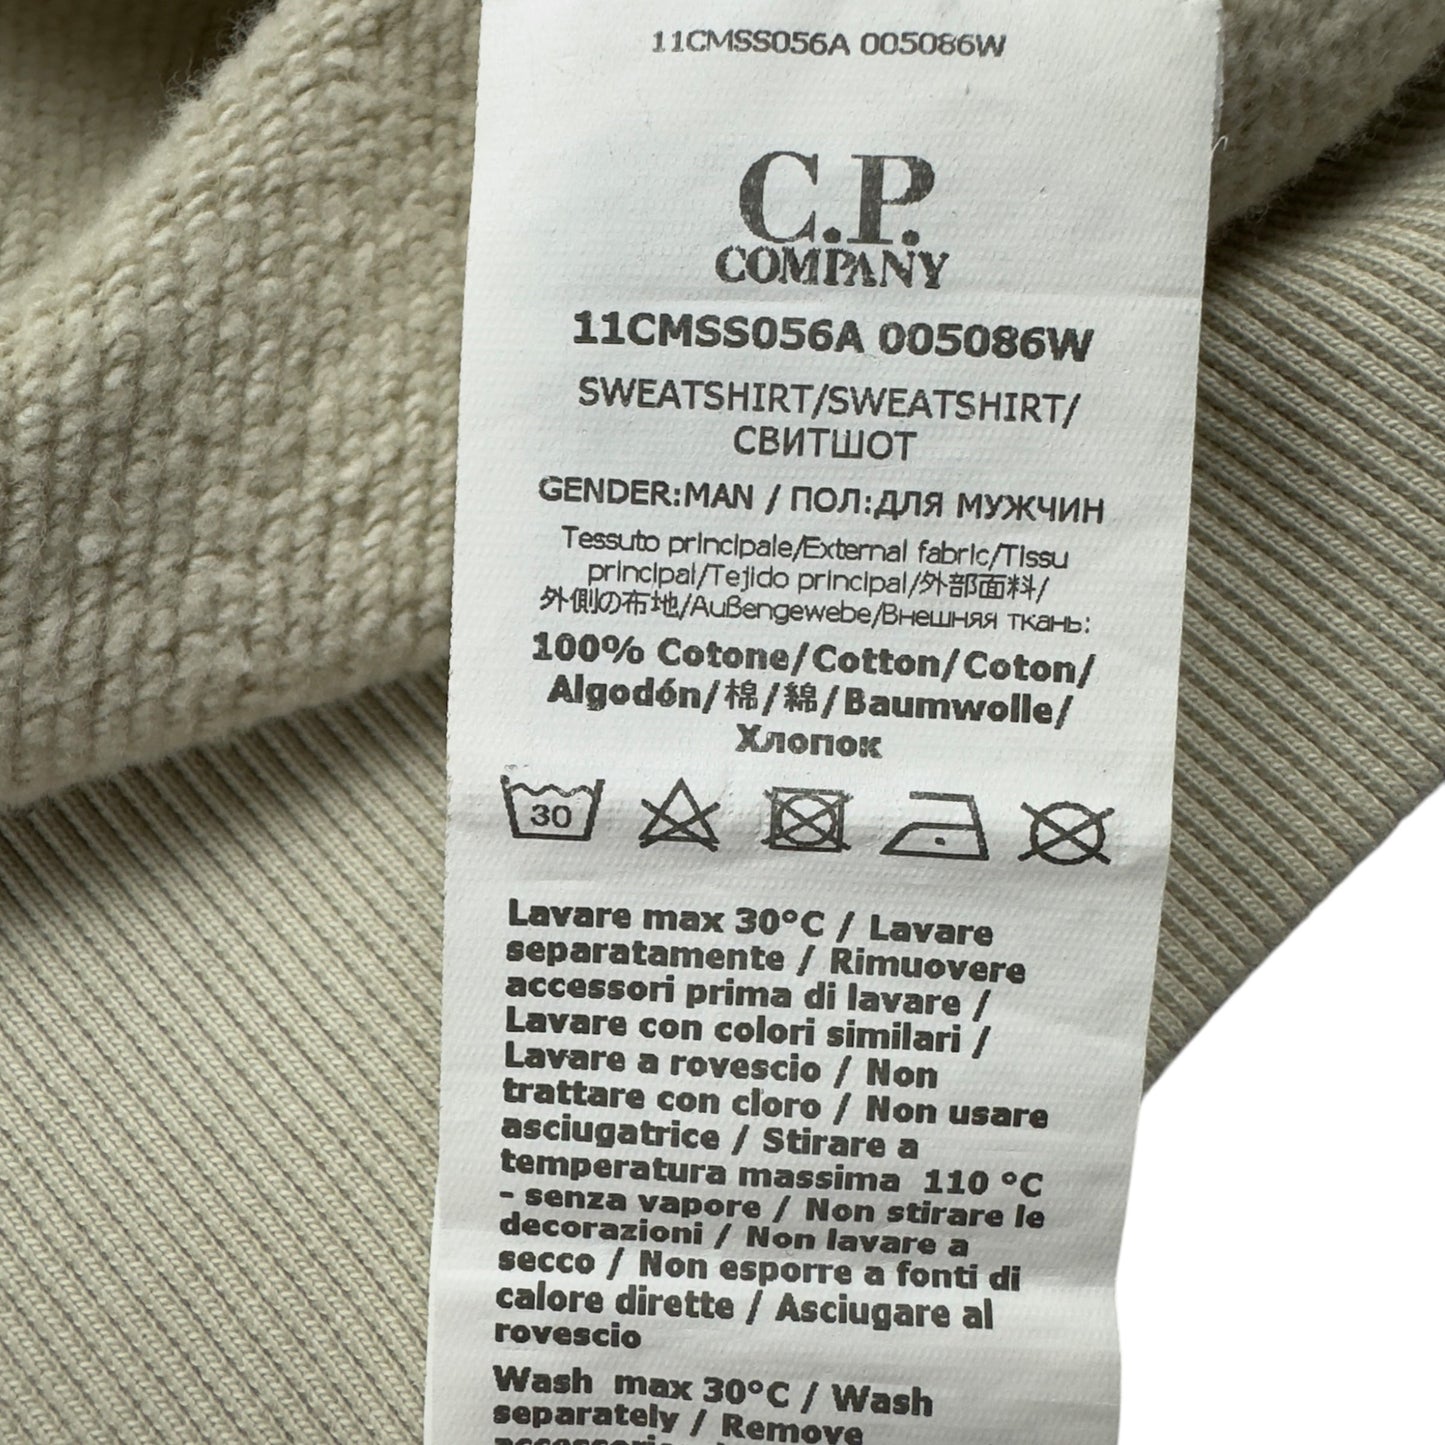 11CMSS056A 005086W
C.P.
COMPANY
11CMSS056A 005086W
SWEATSHIRT/SWEATSHIRT/
СВИТШОТ
GENDER:MAN / ПОЛ:ДЛЯ МУЖЧИН
Tessuto principale/External fabric/Tissu
principal/Tejido principal/外部面料/
外側の布地/Außengewebe/Внешняя ткань:
100% Cotone/Cotton/Coton/
Algodón/棉/綿/Baumwolle/
Хлопок
30
Lavare max 30°C / Lavare
separatamente / Rimuovere
accessori prima di lavare /
Lavare con colori similari /
Lavare a rovescio / Non
trattare con cloro / Non usare
asciugatrice / Stirare a
temperatura massima 110 °C
- senza vapore / Non stirare le
decorazioni / Non lavare a
secco / Non esporre a fonti di
calore dirette / Asciugare al
rovescio
Wash max 30°C / Wash
separately / Remove